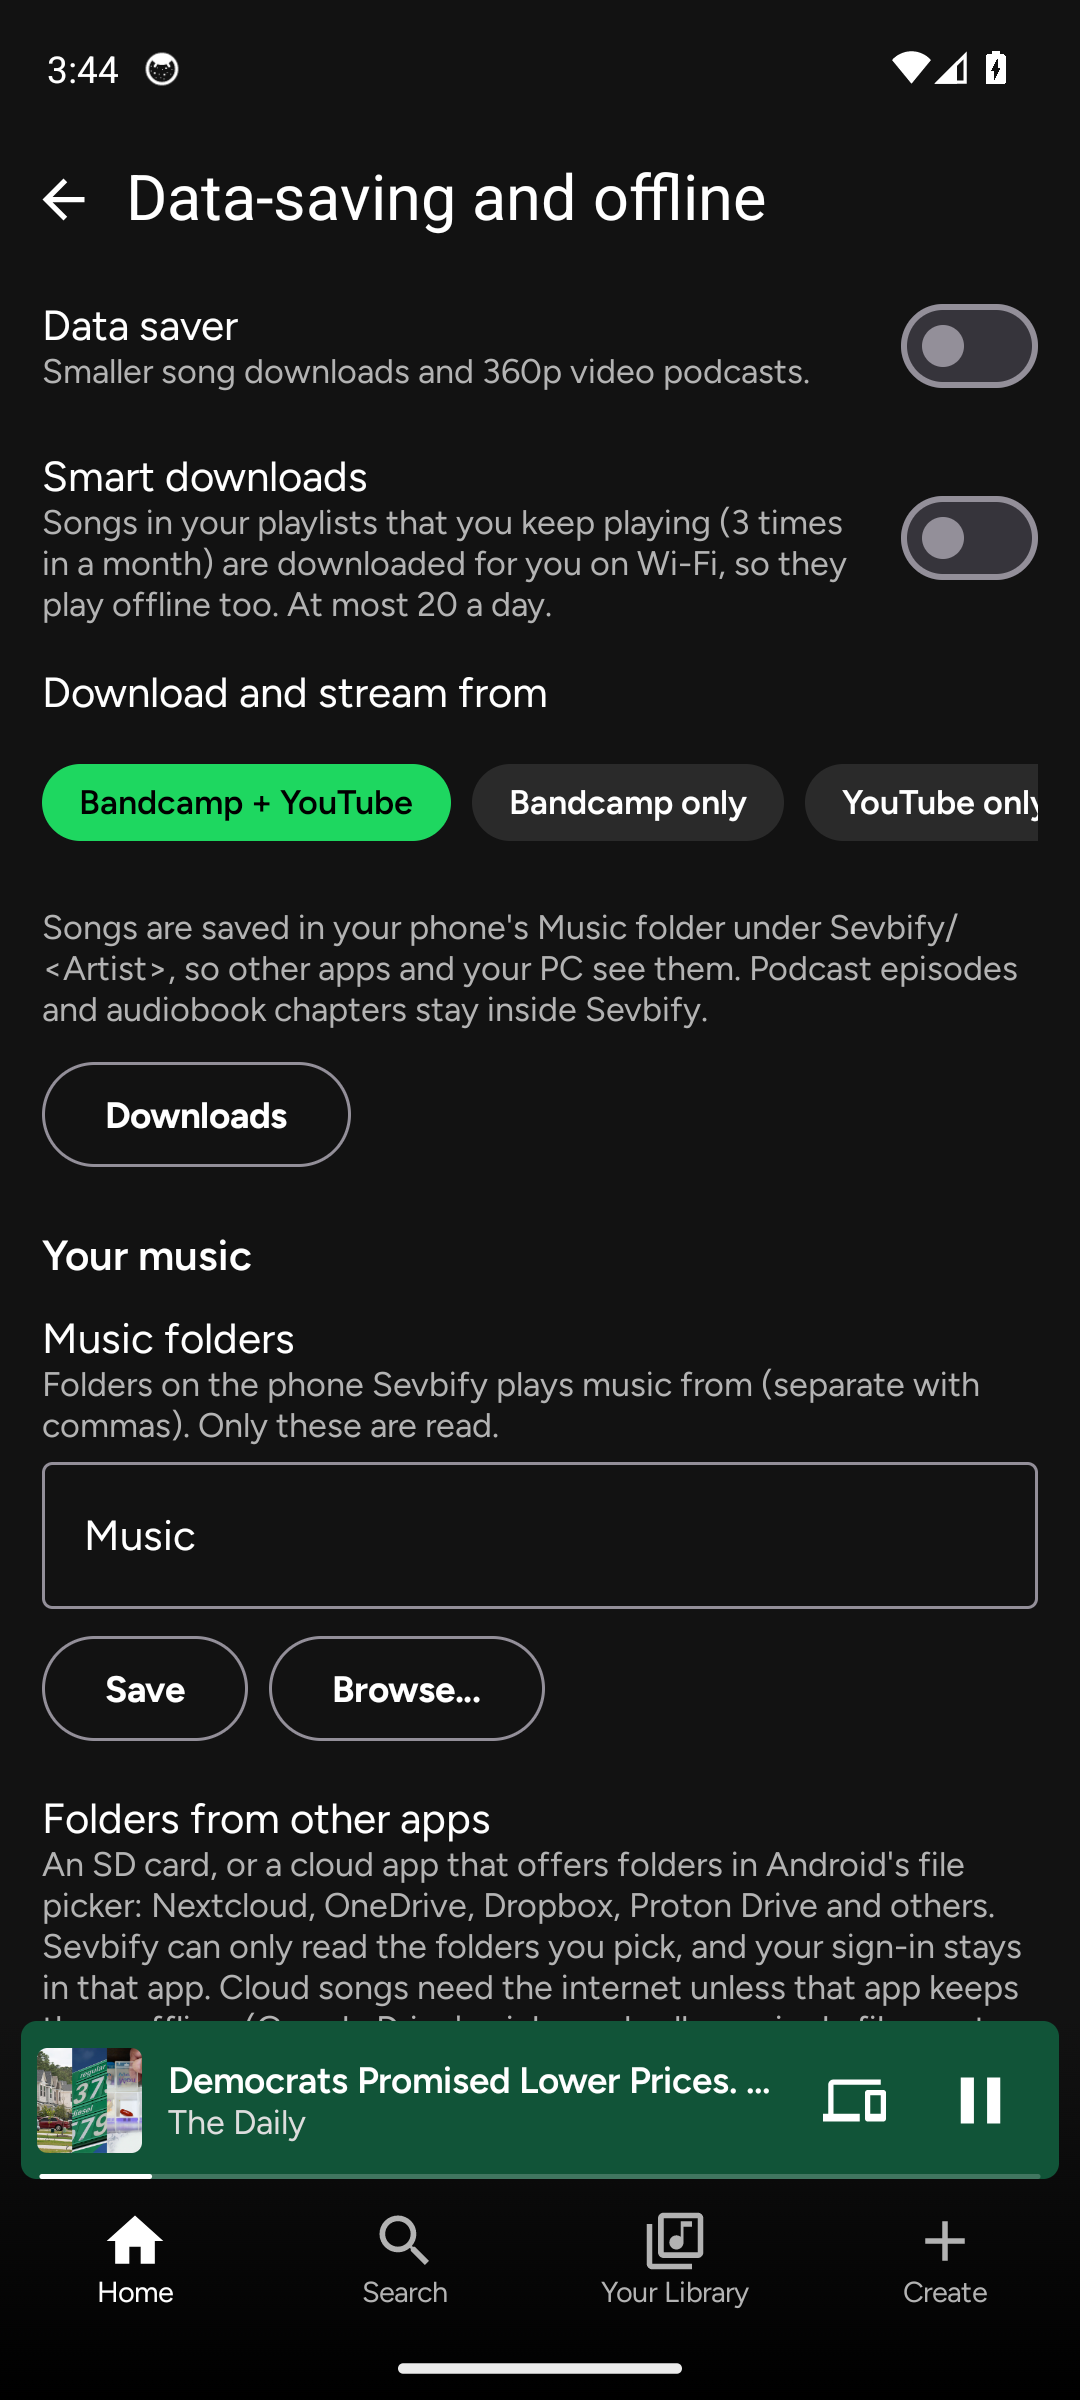 3:44
Data-saving and offline
Data saver
Smaller song downloads and 360p video podcasts.
Smart downloads
Songs in your playlists that you keep playing (3 times
in a month) are downloaded for you on Wi-Fi, so they
play offline too. At most 20 a day.
Download and stream from
Bandcamp + YouTube
Bandcamp only
YouTube only
Songs are saved in your phone's Music folder under Sevbify/
<Artist>, so other apps and your PC see them. Podcast episodes
and audiobook chapters stay inside Sevbify.
Downloads
Your music
Music folders
Folders on the phone Sevbify plays music from (separate with
commas). Only these are read.
Music
Save
Browse...
Folders from other apps
An SD card, or a cloud app that offers folders in Android's file
picker: Nextcloud, OneDrive, Dropbox, Proton Drive and others.
Sevbify can only read the folders you pick, and your sign-in stays
in that app. Cloud songs need the internet unless that app keeps
Democrats Promised Lower Prices. ...
The Daily
Home
Search
Your Library
Create